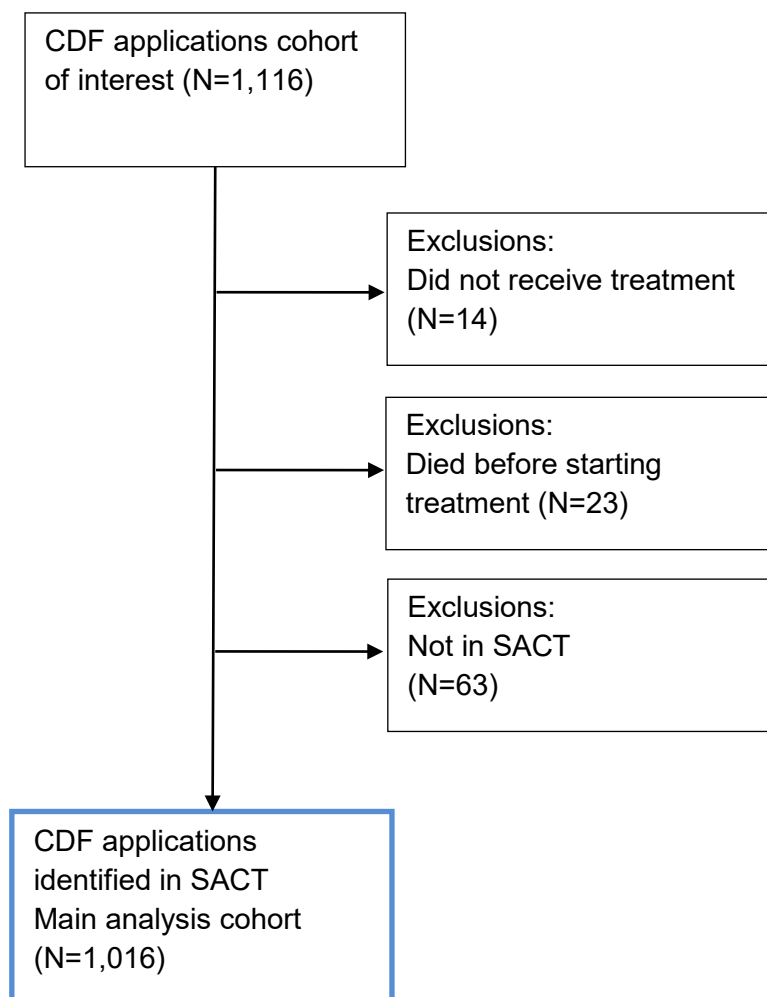 CDF applications cohort
of interest (N=1,116)
Exclusions:
Did not receive treatment
(N=14)
Exclusions:
Died before starting
treatment (N=23)
Exclusions:
Not in SACT
(N=63)
CDF applications
identified in SACT
Main analysis cohort
(N=1,016)